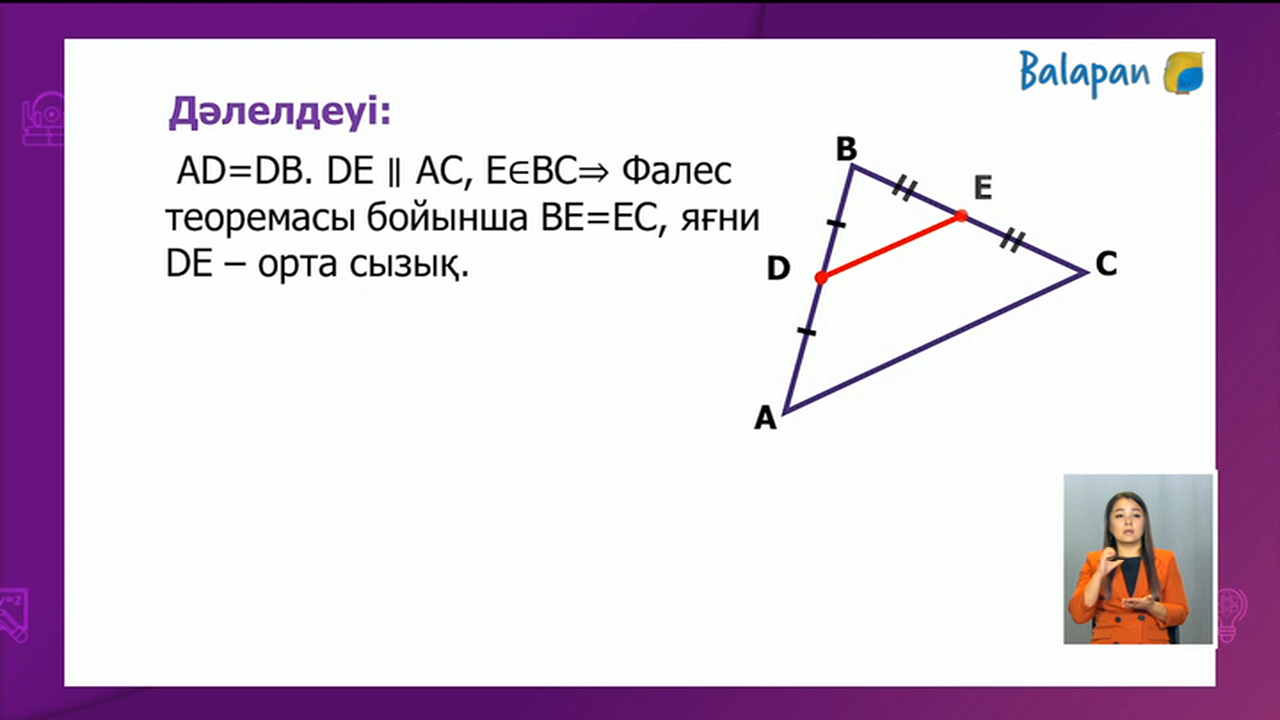 Balapan
Дәлелдеуі:
AD=DB. DE ∥ AC, E∈BC⇒ Фалес
теоремасы бойынша BE=EC, яғни
DE – орта сызық.
B
E
D
C
A